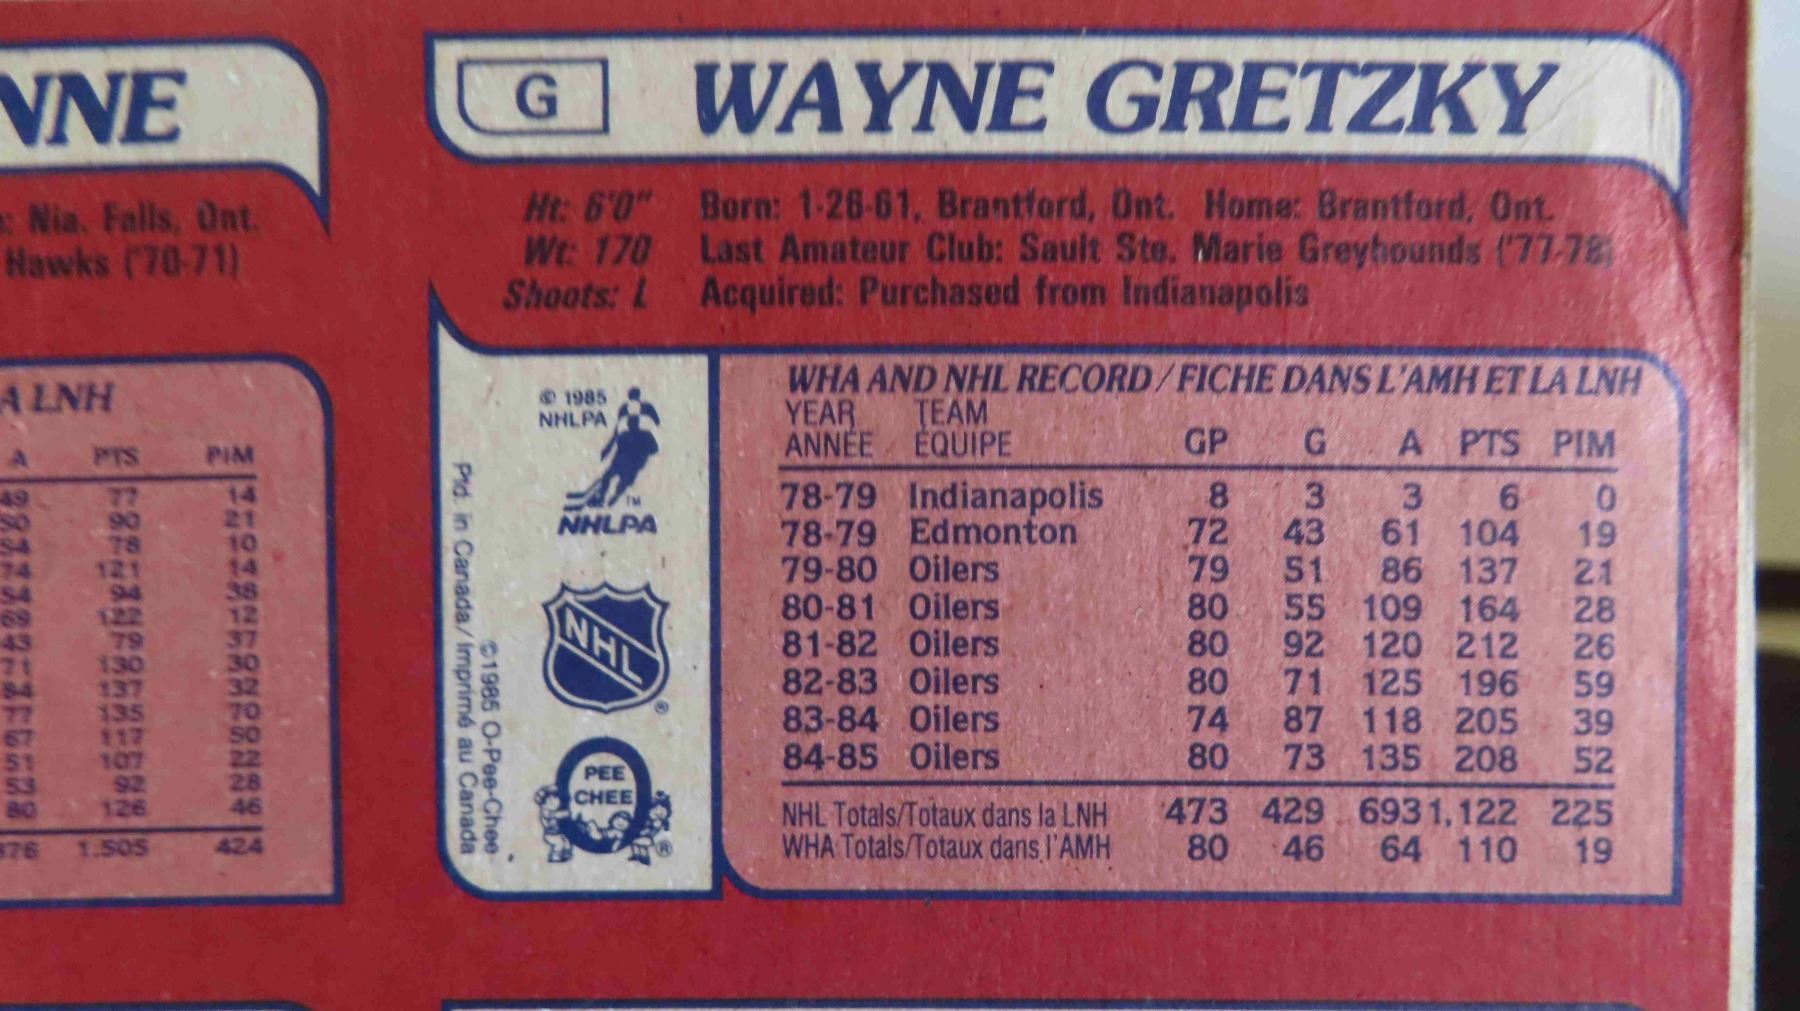 NNE
Nia. Falls, Ont.
Hawks ('70-71)
A LNH
A PTS PIM
49 77 14
50 90 21
54 78 10
74 121 14
54 94 38
69 122 12
43 79 37
71 130 30
84 137 32
77 135 70
67 117 50
51 107 22
53 92 28
80 126 46
876 1.505 424
G WAYNE GRETZKY
Ht: 6'0" Born: 1-26-61, Brantford, Ont. Home: Brantford, Ont.
Wt: 170 Last Amateur Club: Sault Ste. Marie Greyhounds ('77-78)
Shoots: L Acquired: Purchased from Indianapolis
© 1985
NHLPA
TM
NHLPA
NHL
®
PEE
CHEE
®
Ptd. in Canada/Imprimé au Canada
©1985 O-Pee-Chee
WHA AND NHL RECORD/FICHE DANS L'AMH ET LA LNH
YEAR TEAM
ANNÉE ÉQUIPE GP G A PTS PIM
78-79 Indianapolis 8 3 3 6 0
78-79 Edmonton 72 43 61 104 19
79-80 Oilers 79 51 86 137 21
80-81 Oilers 80 55 109 164 28
81-82 Oilers 80 92 120 212 26
82-83 Oilers 80 71 125 196 59
83-84 Oilers 74 87 118 205 39
84-85 Oilers 80 73 135 208 52
NHL Totals/Totaux dans la LNH 473 429 693 1,122 225
WHA Totals/Totaux dans l'AMH 80 46 64 110 19